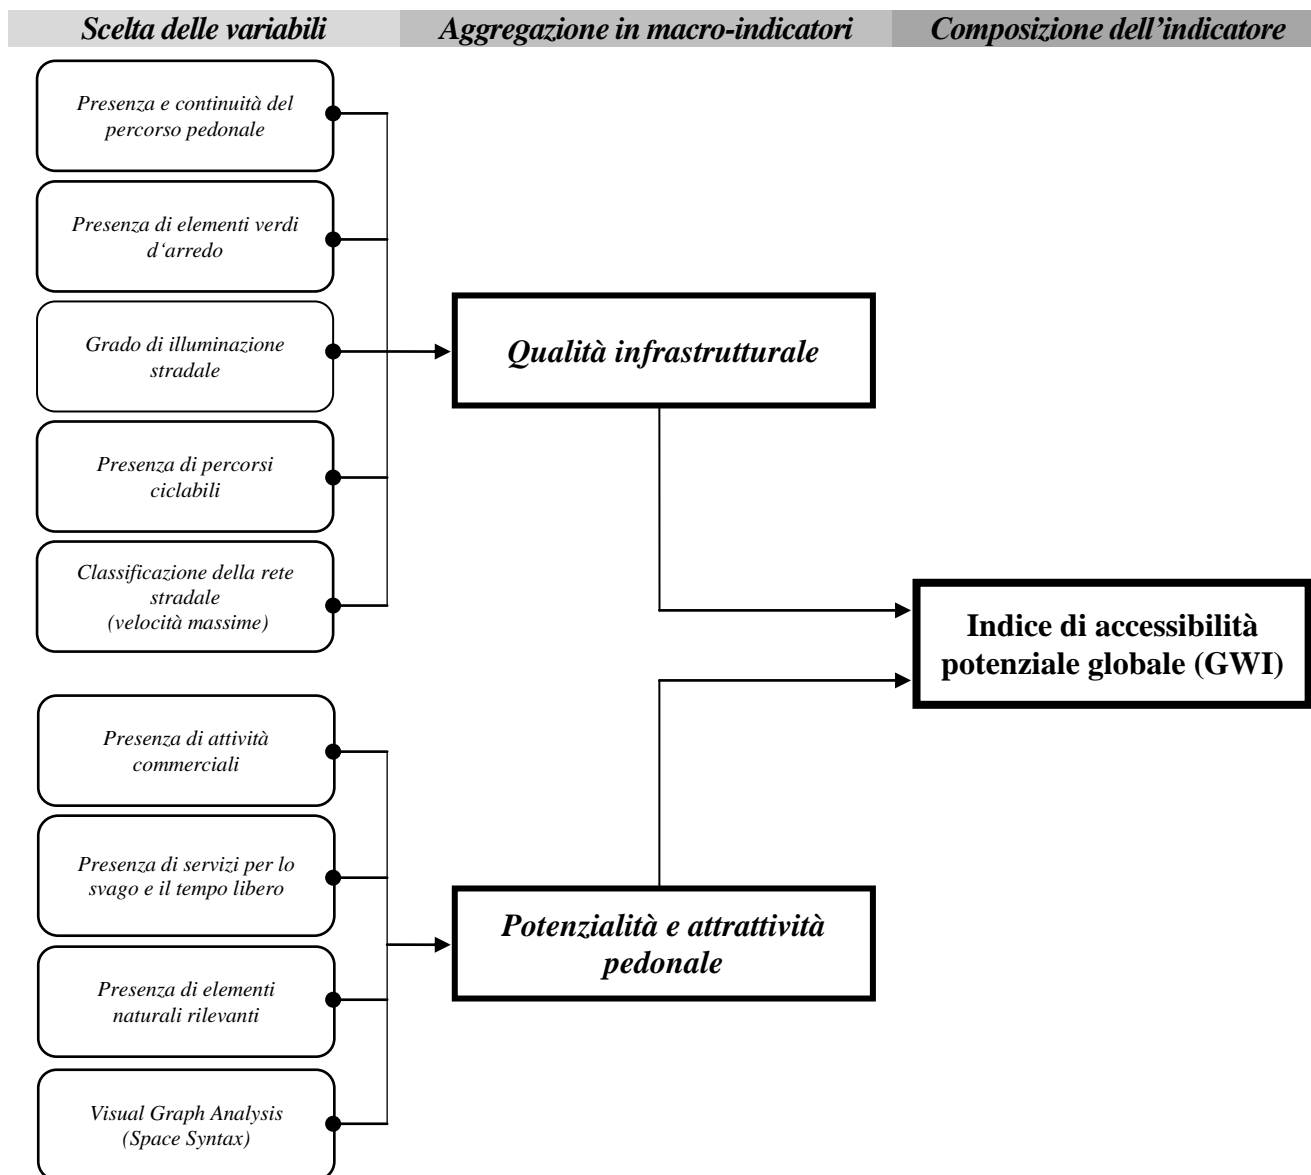 Scelta delle variabili
Aggregazione in macro-indicatori
Composizione dell'indicatore
Presenza e continuità del
percorso pedonale
Presenza di elementi verdi
d‘arredo
Grado di illuminazione
stradale
Presenza di percorsi
ciclabili
Classificazione della rete
stradale
(velocità massime)
Qualità infrastrutturale
Indice di accessibilità
potenziale globale (GWI)
Presenza di attività
commerciali
Presenza di servizi per lo
svago e il tempo libero
Presenza di elementi
naturali rilevanti
Visual Graph Analysis
(Space Syntax)
Potenzialità e attrattività
pedonale